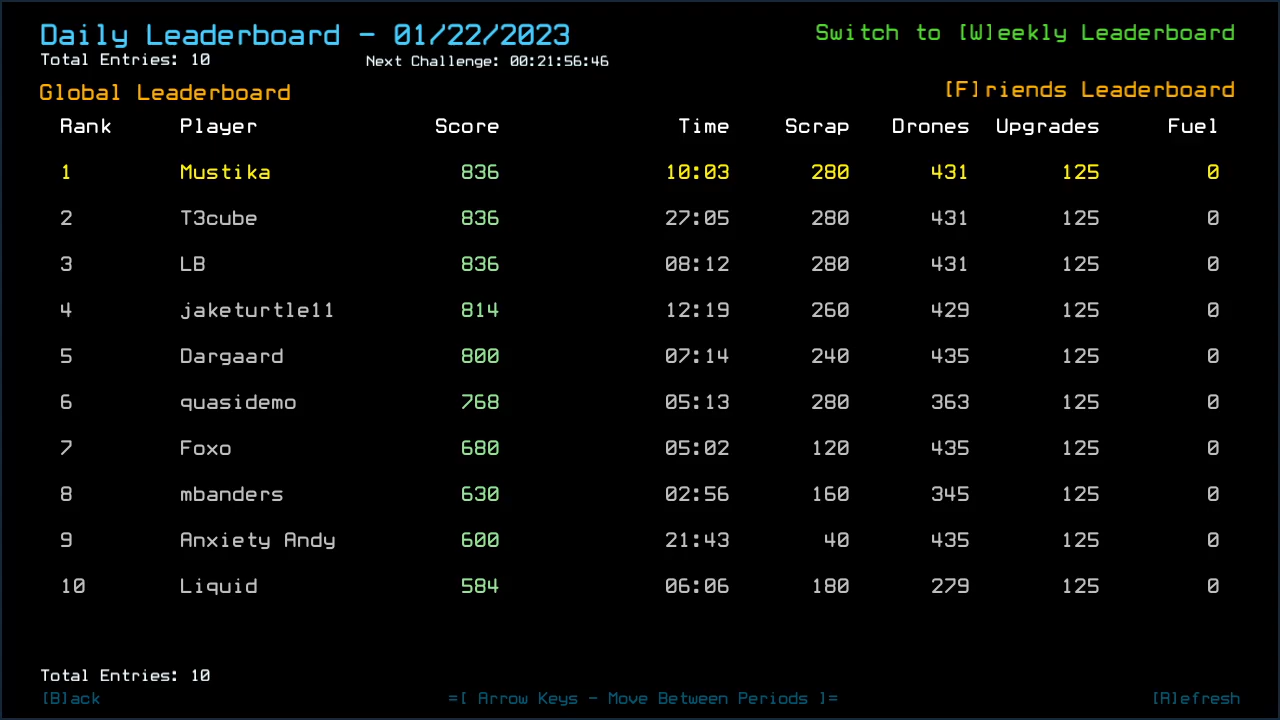 Daily Leaderboard - 01/22/2023 Switch to [W]eekly Leaderboard
Total Entries: 10 Next Challenge: 00:21:56:46
Global Leaderboard [F]riends Leaderboard
Rank Player Score Time Scrap Drones Upgrades Fuel
1 Mustika 836 10:03 280 431 125 0
2 T3cube 836 27:05 280 431 125 0
3 LB 836 08:12 280 431 125 0
4 jaketurtle11 814 12:19 260 429 125 0
5 Dargaard 800 07:14 240 435 125 0
6 quasidemo 768 05:13 280 363 125 0
7 Foxo 680 05:02 120 435 125 0
8 mbanders 630 02:56 160 345 125 0
9 Anxiety Andy 600 21:43 40 435 125 0
10 Liquid 584 06:06 180 279 125 0
Total Entries: 10
[B]ack =[ Arrow Keys - Move Between Periods ]= [R]efresh